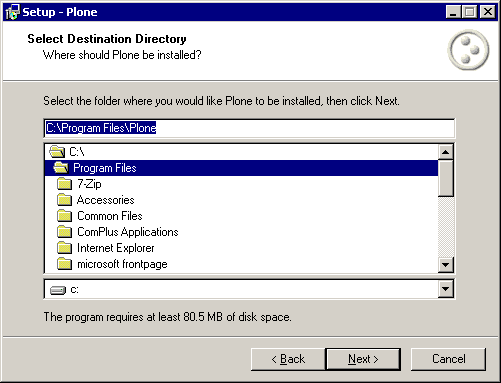 Setup - Plone
Select Destination Directory
Where should Plone be installed?
Select the folder where you would like Plone to be installed, then click Next.
C:\Program Files\Plone
C:\
Program Files
7-Zip
Accessories
Common Files
ComPlus Applications
Internet Explorer
microsoft frontpage
c:
The program requires at least 80.5 MB of disk space.
< Back Next > Cancel